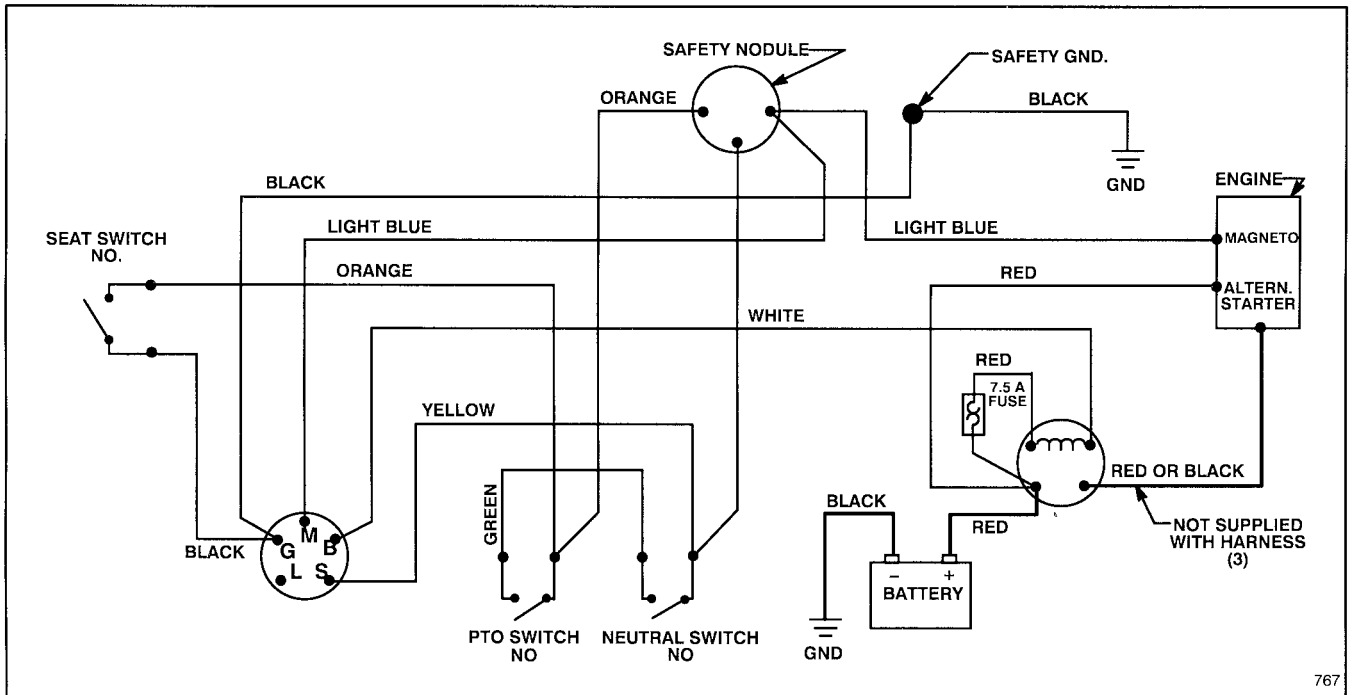 SAFETY NODULE
SAFETY GND.
ORANGE
BLACK
GND
ENGINE
BLACK
LIGHT BLUE
LIGHT BLUE
MAGNETO
SEAT SWITCH
NO.
ORANGE
RED
ALTERN.
STARTER
WHITE
RED
7.5 A
FUSE
YELLOW
RED OR BLACK
GREEN
BLACK
RED
NOT SUPPLIED
WITH HARNESS
(3)
BLACK
G
M
B
L
S
– +
BATTERY
PTO SWITCH
NO
NEUTRAL SWITCH
NO
GND
767